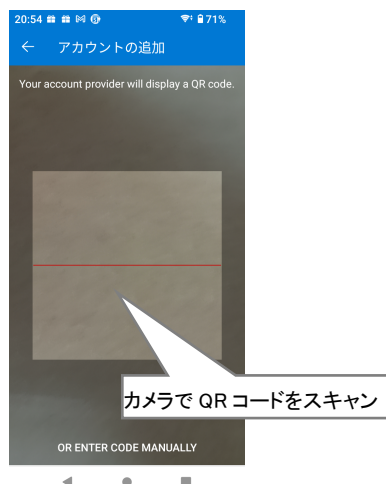 20:54 71%
アカウントの追加
Your account provider will display a QR code.
カメラで QR コードをスキャン
OR ENTER CODE MANUALLY